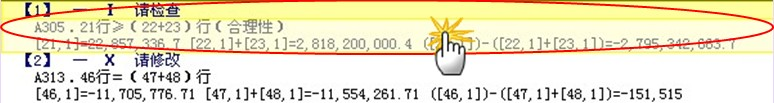 【1】 — I 请检查
A305．21行≥（22+23）行（合理性）
[21,1]=22,857,336.7 [22,1]+[23,1]=2,818,200,000.4 ([21,1])-([22,1]+[23,1])=-2,795,342,663.7
【2】 — X 请修改
A313．46行＝（47+48）行
[46,1]=-11,705,776.71 [47,1]+[48,1]=-11,554,261.71 ([46,1])-([47,1]+[48,1])=-151,515